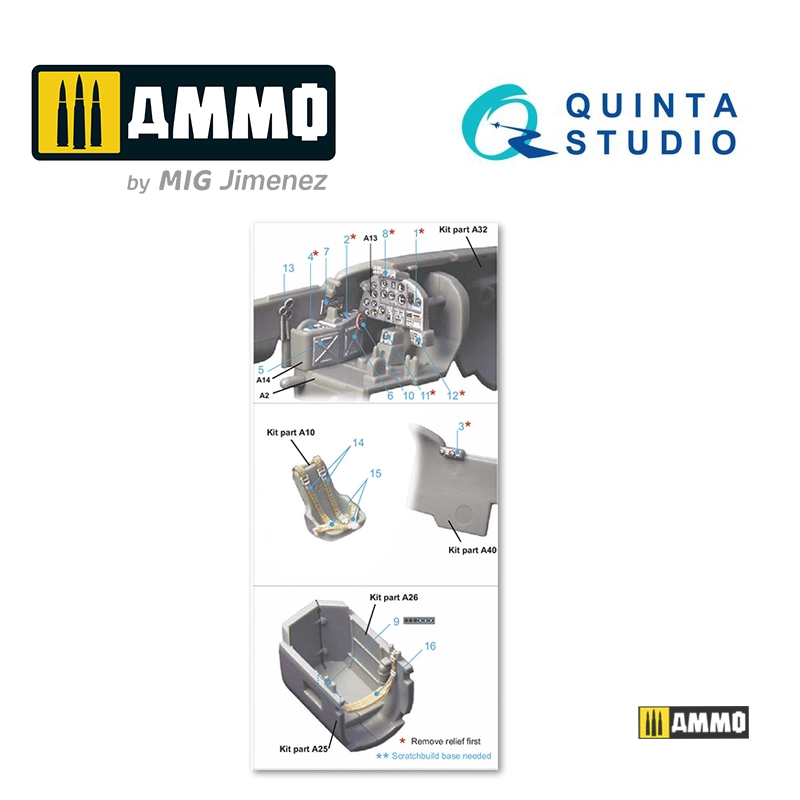 AMMO
by MIG Jimenez
QUINTA
STUDIO
Kit part A32
2* A13 8* 1*
4* 7
13
5
A14
A2
6 10 11* 12*
Kit part A10
14
15
3*
Kit part A40
Kit part A26
9
16
Kit part A25
* Remove relief first
** Scratchbuild base needed
AMMO